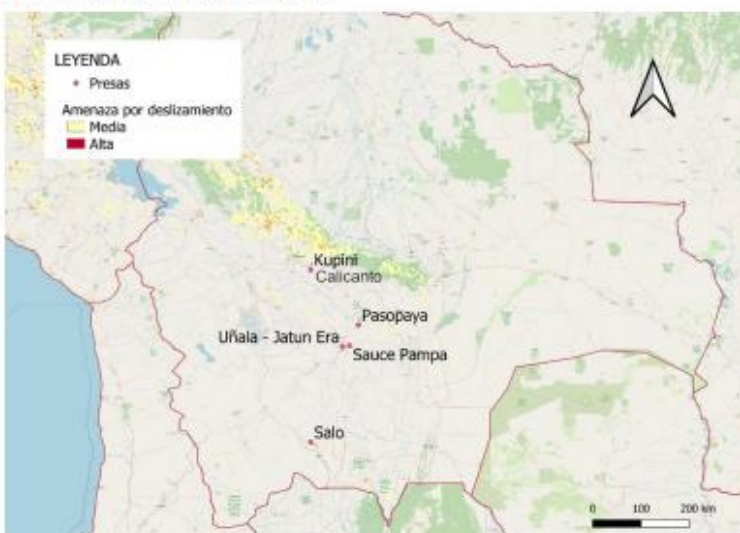 LEYENDA
Presas
Amenaza por deslizamiento
Media
Alta
Kupini
Calicanto
Pasopaya
Uñala - Jatun Era
Sauce Pampa
Salo
0 100 200 km